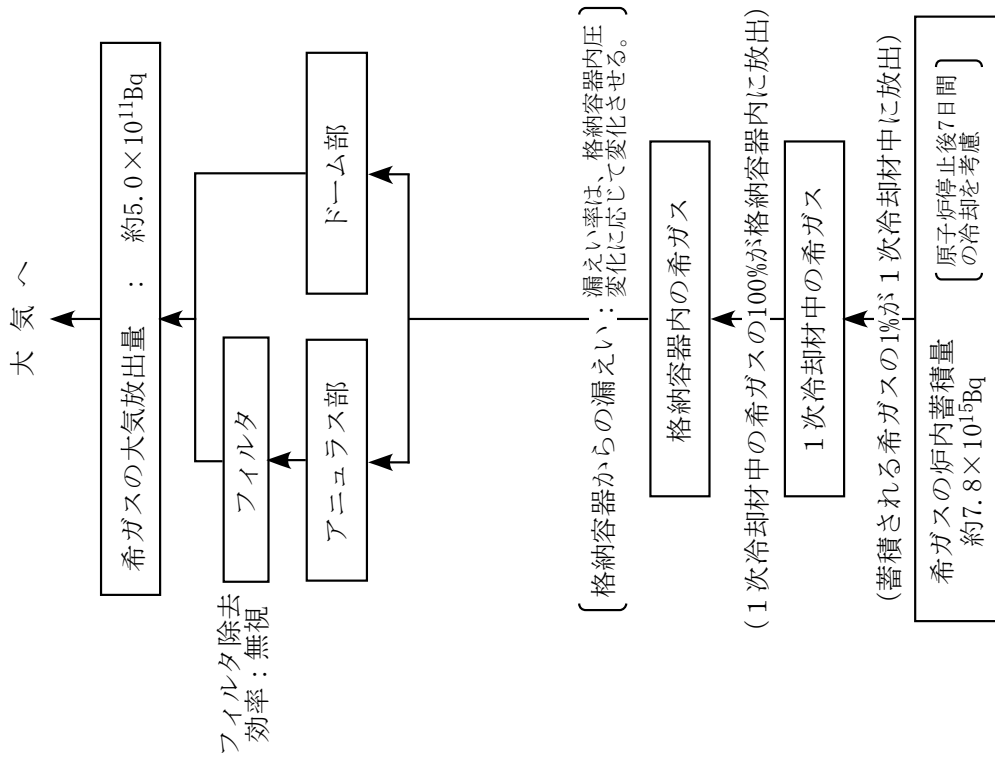 大 気 へ
希ガスの大気放出量 ： 約5.0×10¹¹Bq
フィルタ除去
効率：無視
フィルタ
アニュラス部
ドーム部
格納容器からの漏えい：漏えい率は、格納容器内圧
変化に応じて変化させる。
格納容器内の希ガス
(１次冷却材中の希ガスの100%が格納容器内に放出)
１次冷却材中の希ガス
(蓄積される希ガスの1%が１次冷却材中に放出)
希ガスの炉内蓄積量
約7.8×10¹⁵Bq
原子炉停止後7日間
の冷却を考慮